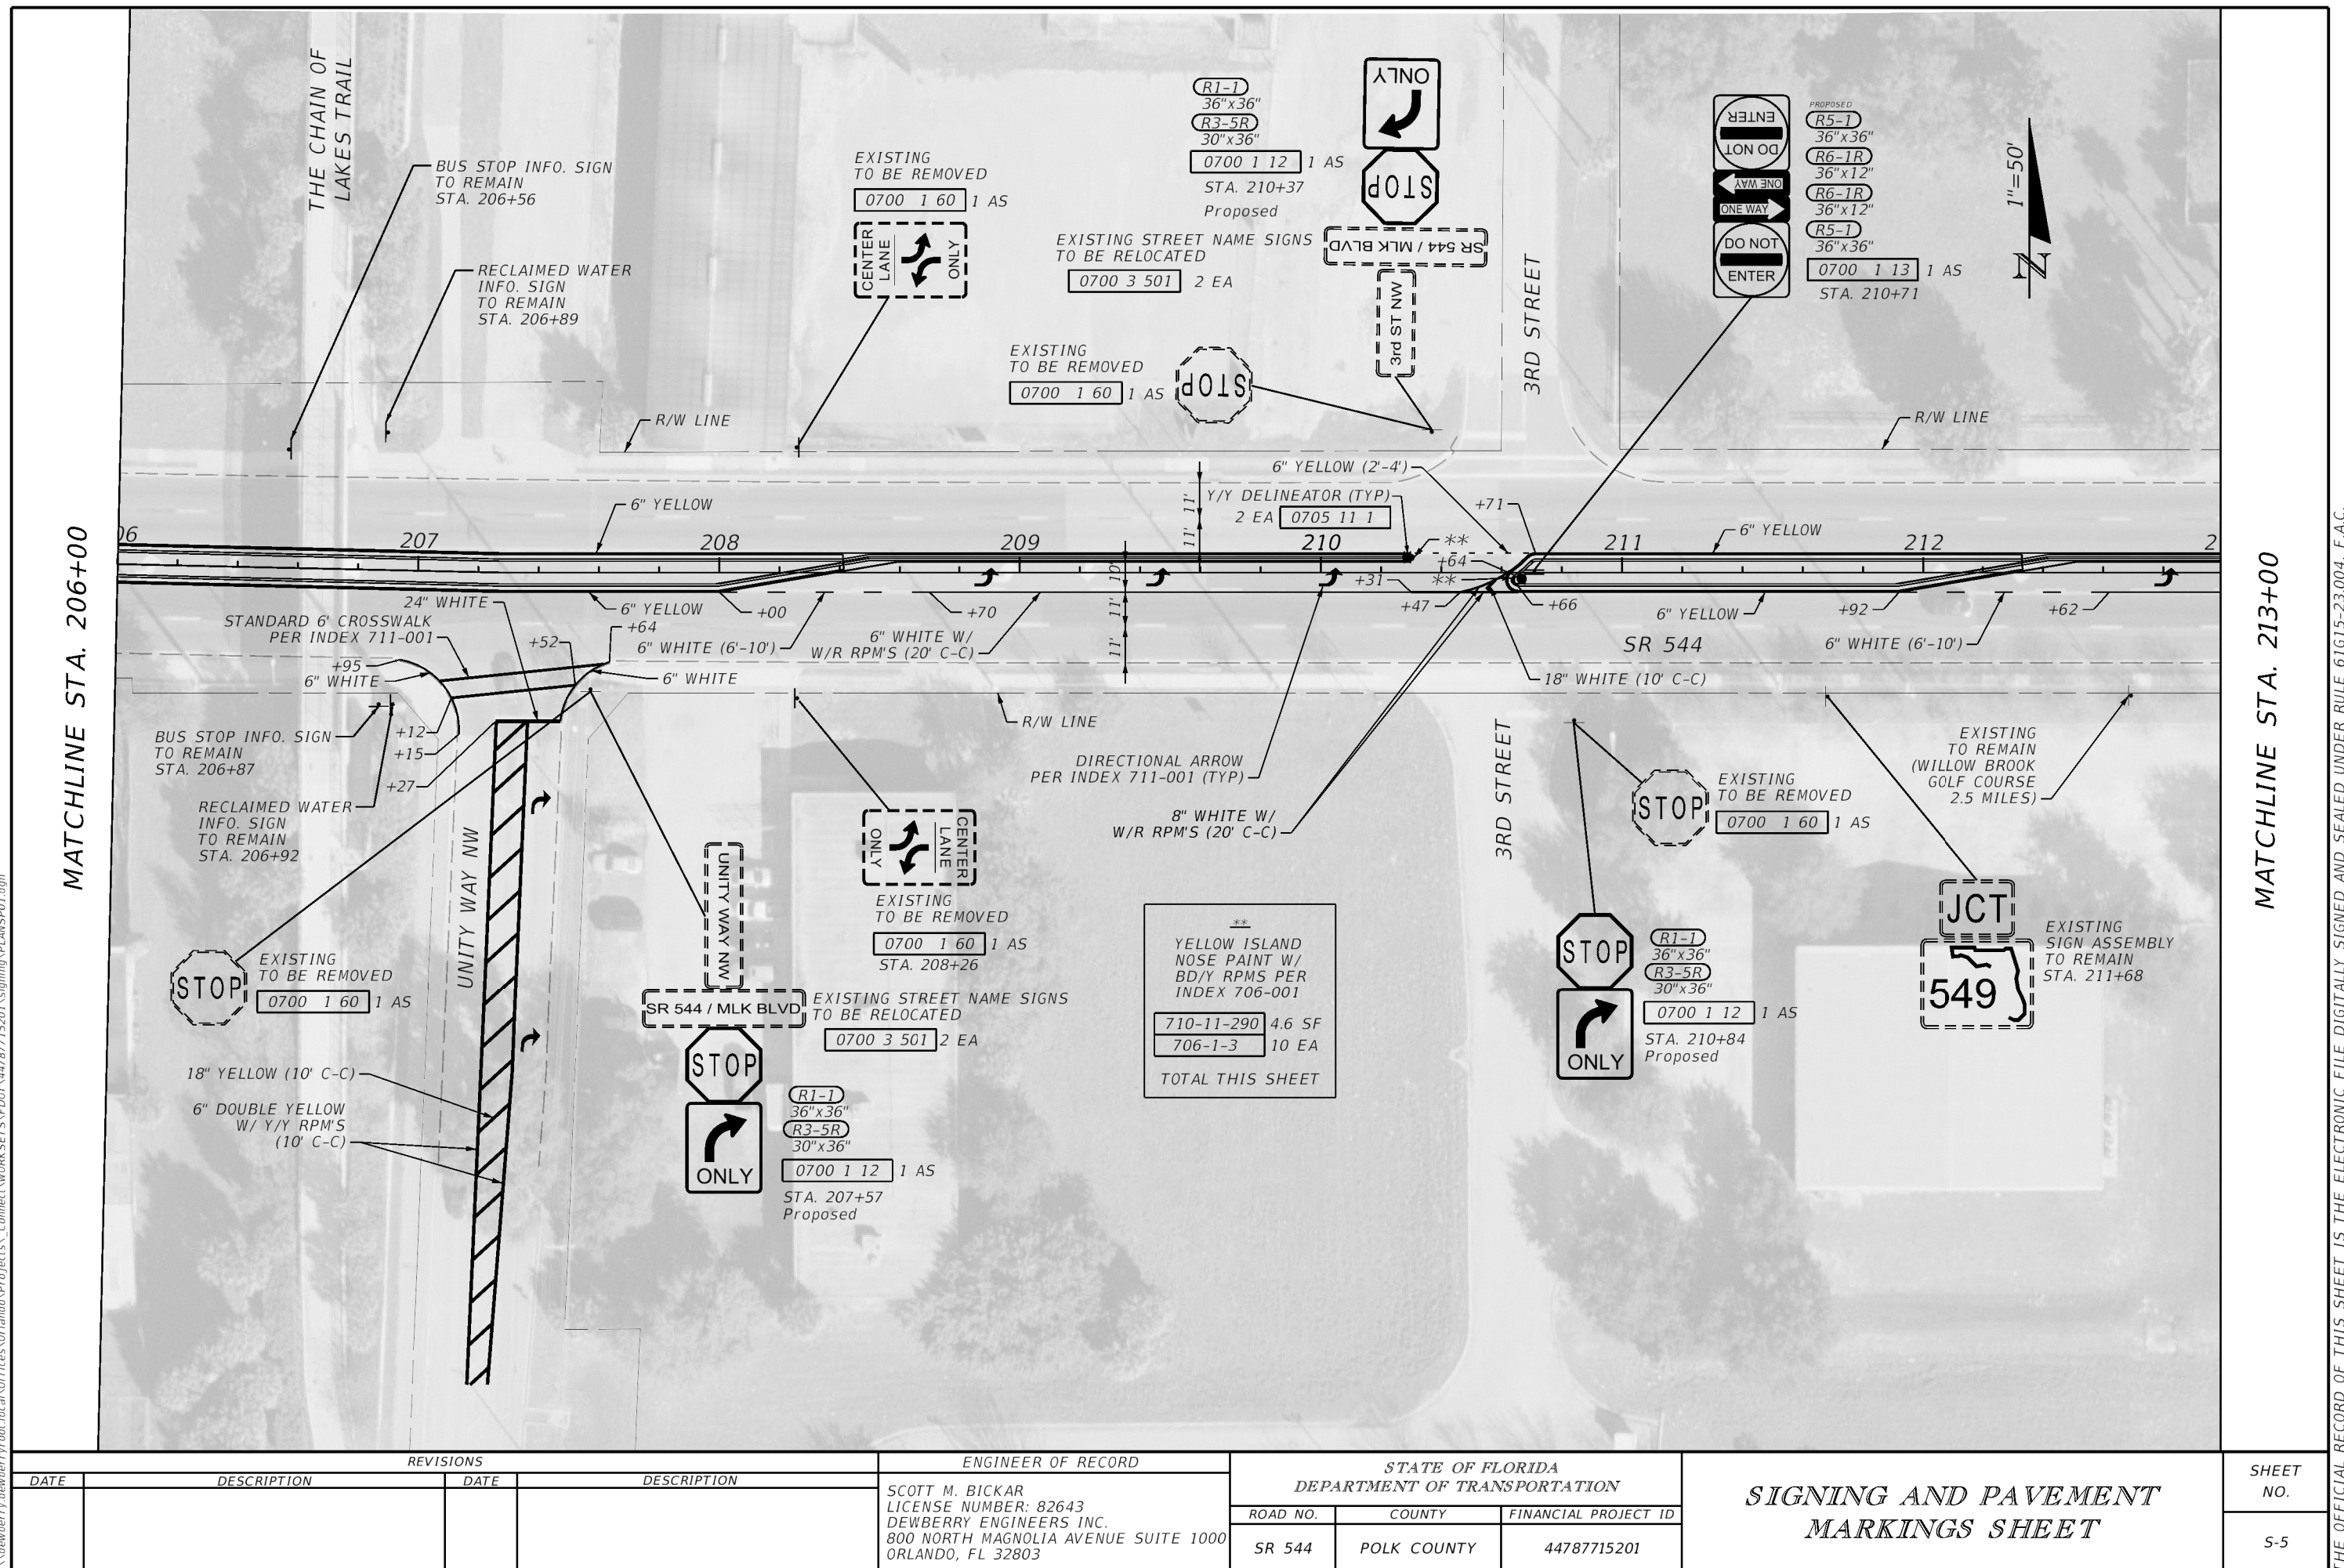 THE CHAIN OF
LAKES TRAIL
BUS STOP INFO. SIGN
TO REMAIN
STA. 206+56
RECLAIMED WATER
INFO. SIGN
TO REMAIN
STA. 206+89
EXISTING
TO BE REMOVED
0700 1 60 1 AS
CENTER
LANE
ONLY
R1-1
36"x36"
R3-5R
30"x36"
0700 1 12 1 AS
STA. 210+37
Proposed
ONLY
STOP
EXISTING STREET NAME SIGNS
TO BE RELOCATED
0700 3 501 2 EA
SR 544 / MLK BLVD
3rd ST NW
EXISTING
TO BE REMOVED
0700 1 60 1 AS
STOP
3RD STREET
DO NOT
ENTER
ONE WAY
ONE WAY
DO NOT
ENTER
PROPOSED
R5-1
36"x36"
R6-1R
36"x12"
R6-1R
36"x12"
R5-1
36"x36"
0700 1 13 1 AS
STA. 210+71
1"=50'
N
R/W LINE
R/W LINE
6" YELLOW (2'-4')
Y/Y DELINEATOR (TYP)
2 EA 0705 11 1
+71
6" YELLOW
6" YELLOW
11'
11'
MATCHLINE STA. 206+00
06
207
208
209
210
211
212
2
MATCHLINE STA. 213+00
**
+64
**
+31
10'
11'
11'
24" WHITE
6" YELLOW
+00
+70
+47
+66
6" YELLOW
+92
+62
STANDARD 6' CROSSWALK
PER INDEX 711-001
+64
+52
6" WHITE (6'-10')
6" WHITE W/
W/R RPM'S (20' C-C)
SR 544
6" WHITE (6'-10')
+95
6" WHITE
6" WHITE
18" WHITE (10' C-C)
R/W LINE
+12
+15
+27
BUS STOP INFO. SIGN
TO REMAIN
STA. 206+87
RECLAIMED WATER
INFO. SIGN
TO REMAIN
STA. 206+92
UNITY WAY NW
DIRECTIONAL ARROW
PER INDEX 711-001 (TYP)
8" WHITE W/
W/R RPM'S (20' C-C)
3RD STREET
STOP
EXISTING
TO BE REMOVED
0700 1 60 1 AS
EXISTING
TO REMAIN
(WILLOW BROOK
GOLF COURSE
2.5 MILES)
STOP
EXISTING
TO BE REMOVED
0700 1 60 1 AS
UNITY WAY NW
SR 544 / MLK BLVD
EXISTING STREET NAME SIGNS
TO BE RELOCATED
0700 3 501 2 EA
STOP
ONLY
R1-1
36"x36"
R3-5R
30"x36"
0700 1 12 1 AS
STA. 207+57
Proposed
CENTER
LANE
ONLY
EXISTING
TO BE REMOVED
0700 1 60 1 AS
STA. 208+26
**
YELLOW ISLAND
NOSE PAINT W/
BD/Y RPMS PER
INDEX 706-001
710-11-290 4.6 SF
706-1-3 10 EA
TOTAL THIS SHEET
STOP
ONLY
R1-1
36"x36"
R3-5R
30"x36"
0700 1 12 1 AS
STA. 210+84
Proposed
JCT
549
EXISTING
SIGN ASSEMBLY
TO REMAIN
STA. 211+68
18" YELLOW (10' C-C)
6" DOUBLE YELLOW
W/ Y/Y RPM'S
(10' C-C)
REVISIONS
DATE DESCRIPTION DATE DESCRIPTION
ENGINEER OF RECORD
SCOTT M. BICKAR
LICENSE NUMBER: 82643
DEWBERRY ENGINEERS INC.
800 NORTH MAGNOLIA AVENUE SUITE 1000
ORLANDO, FL 32803
STATE OF FLORIDA
DEPARTMENT OF TRANSPORTATION
ROAD NO. COUNTY FINANCIAL PROJECT ID
SR 544 POLK COUNTY 44787715201
SIGNING AND PAVEMENT
MARKINGS SHEET
SHEET
NO.
S-5
THE OFFICIAL RECORD OF THIS SHEET IS THE ELECTRONIC FILE DIGITALLY SIGNED AND SEALED UNDER RULE 61G15-23.004, F.A.C.